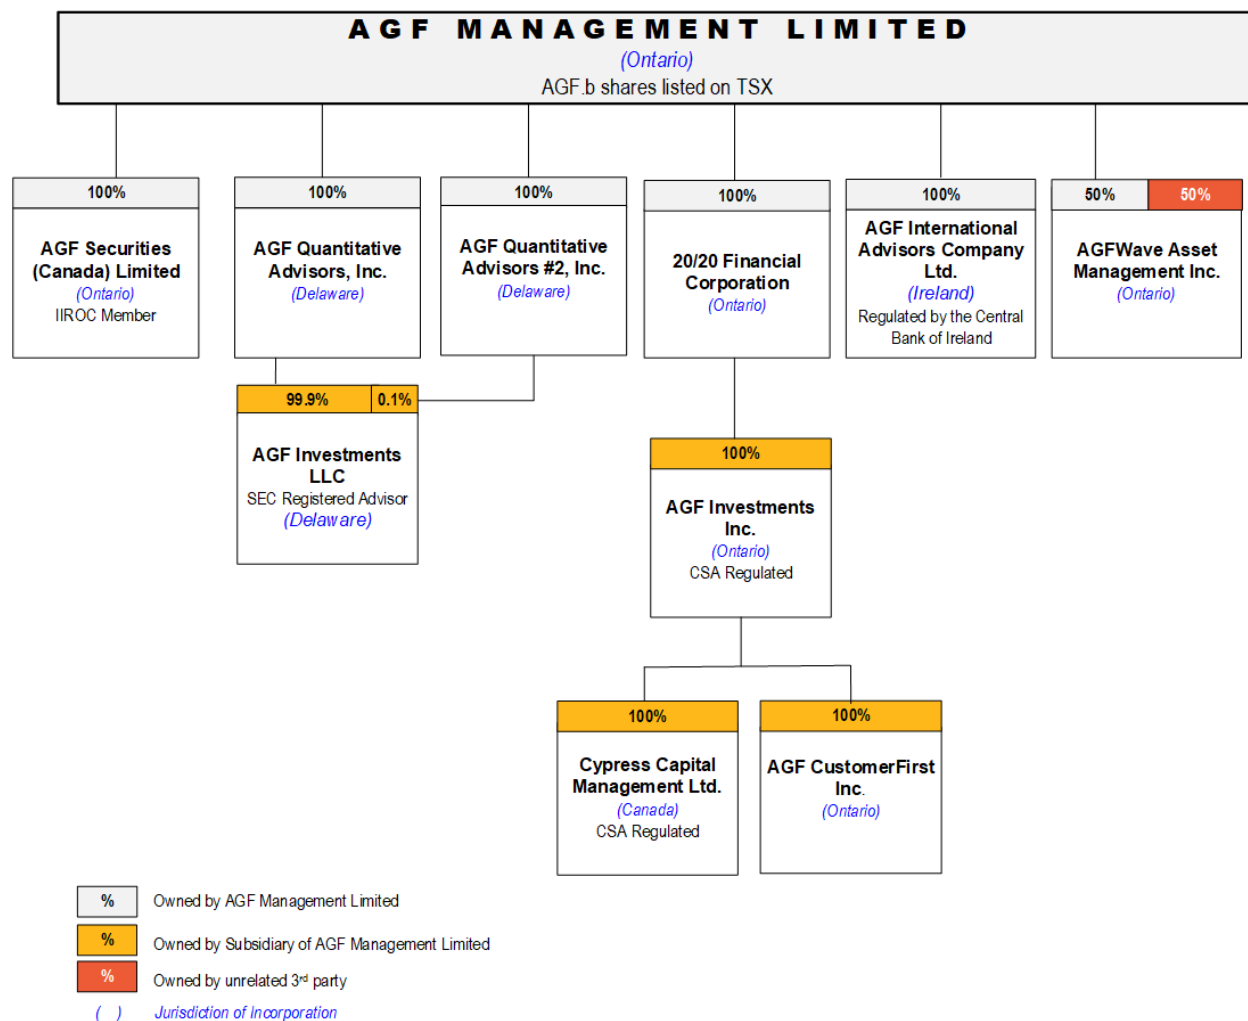 AGF MANAGEMENT LIMITED
(Ontario)
AGF.b shares listed on TSX
100%
AGF Securities
(Canada) Limited
(Ontario)
IIROC Member
100%
AGF Quantitative
Advisors, Inc.
(Delaware)
100%
AGF Quantitative
Advisors #2, Inc.
(Delaware)
100%
20/20 Financial
Corporation
(Ontario)
100%
AGF International
Advisors Company
Ltd.
(Ireland)
Regulated by the Central
Bank of Ireland
50% 50%
AGFWave Asset
Management Inc.
(Ontario)
99.9% 0.1%
AGF Investments
LLC
SEC Registered Advisor
(Delaware)
100%
AGF Investments
Inc.
(Ontario)
CSA Regulated
100%
Cypress Capital
Management Ltd.
(Canada)
CSA Regulated
100%
AGF CustomerFirst
Inc.
(Ontario)
% Owned by AGF Management Limited
% Owned by Subsidiary of AGF Management Limited
% Owned by unrelated 3rd party
( ) Jurisdiction of Incorporation